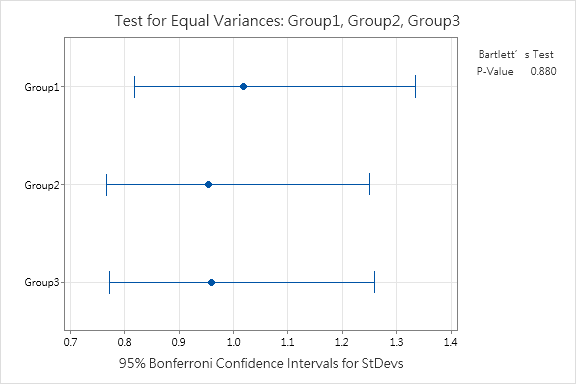 Test for Equal Variances: Group1, Group2, Group3
Bartlett’ s Test
P-Value 0.880
Group1
Group2
Group3
0.7 0.8 0.9 1.0 1.1 1.2 1.3 1.4
95% Bonferroni Confidence Intervals for StDevs